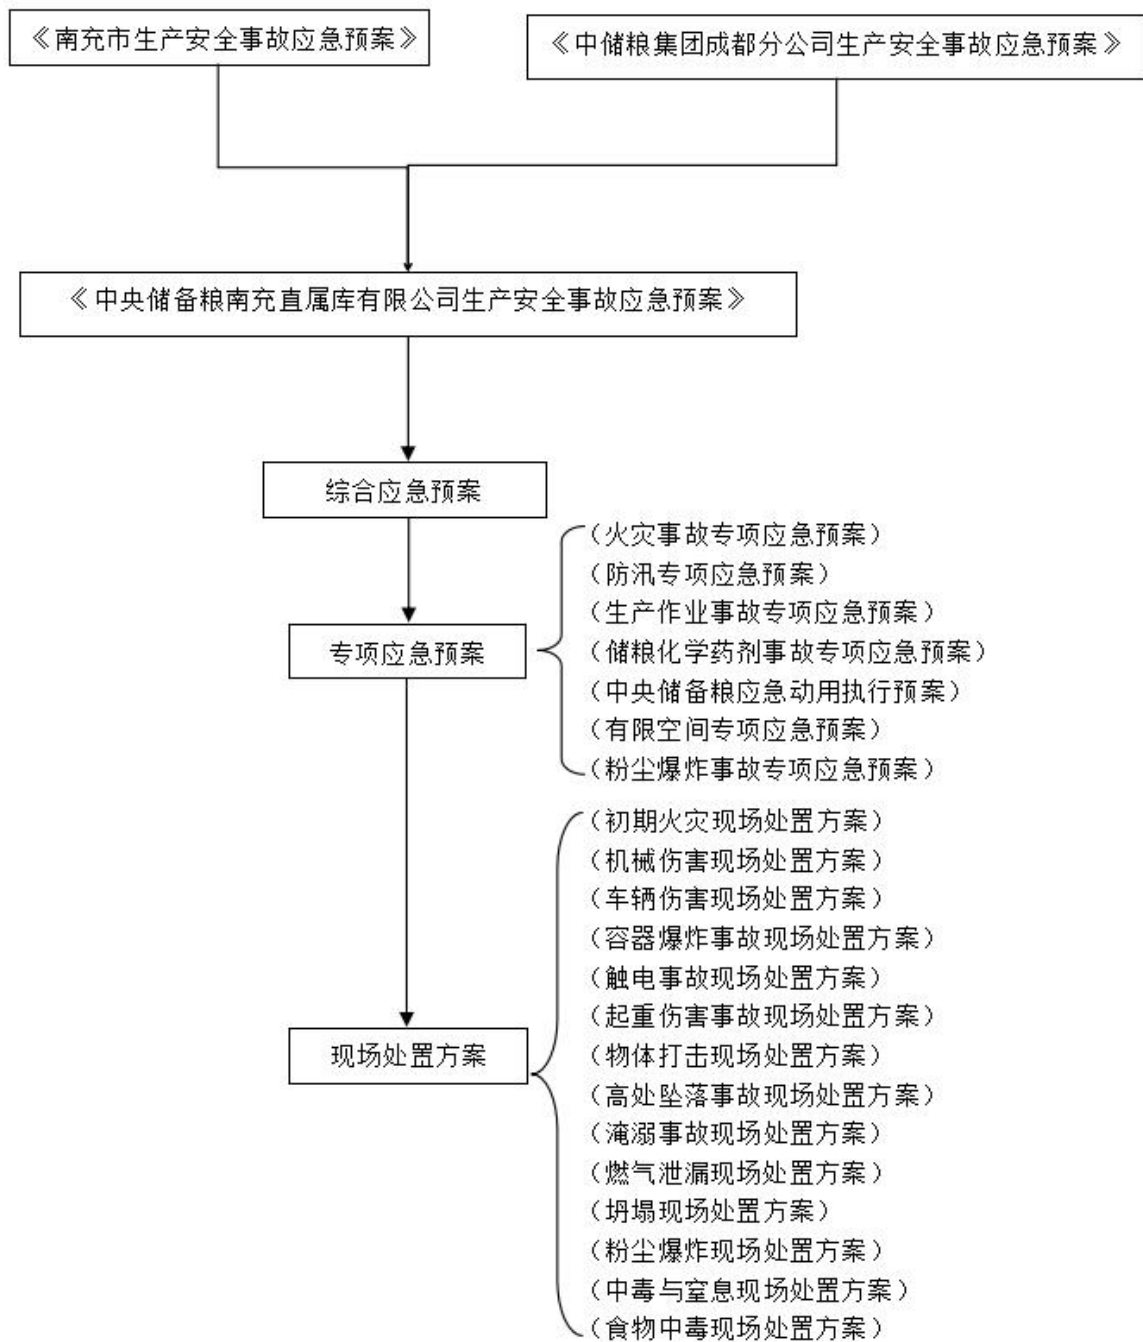 《南充市生产安全事故应急预案》
《中储粮集团成都分公司生产安全事故应急预案》
《中央储备粮南充直属库有限公司生产安全事故应急预案》
综合应急预案
专项应急预案
（火灾事故专项应急预案）
（防汛专项应急预案）
（生产作业事故专项应急预案）
（储粮化学药剂事故专项应急预案）
（中央储备粮应急动用执行预案）
（有限空间专项应急预案）
（粉尘爆炸事故专项应急预案）
现场处置方案
（初期火灾现场处置方案）
（机械伤害现场处置方案）
（车辆伤害现场处置方案）
（容器爆炸事故现场处置方案）
（触电事故现场处置方案）
（起重伤害事故现场处置方案）
（物体打击现场处置方案）
（高处坠落事故现场处置方案）
（淹溺事故现场处置方案）
（燃气泄漏现场处置方案）
（坍塌现场处置方案）
（粉尘爆炸现场处置方案）
（中毒与窒息现场处置方案）
（食物中毒现场处置方案）